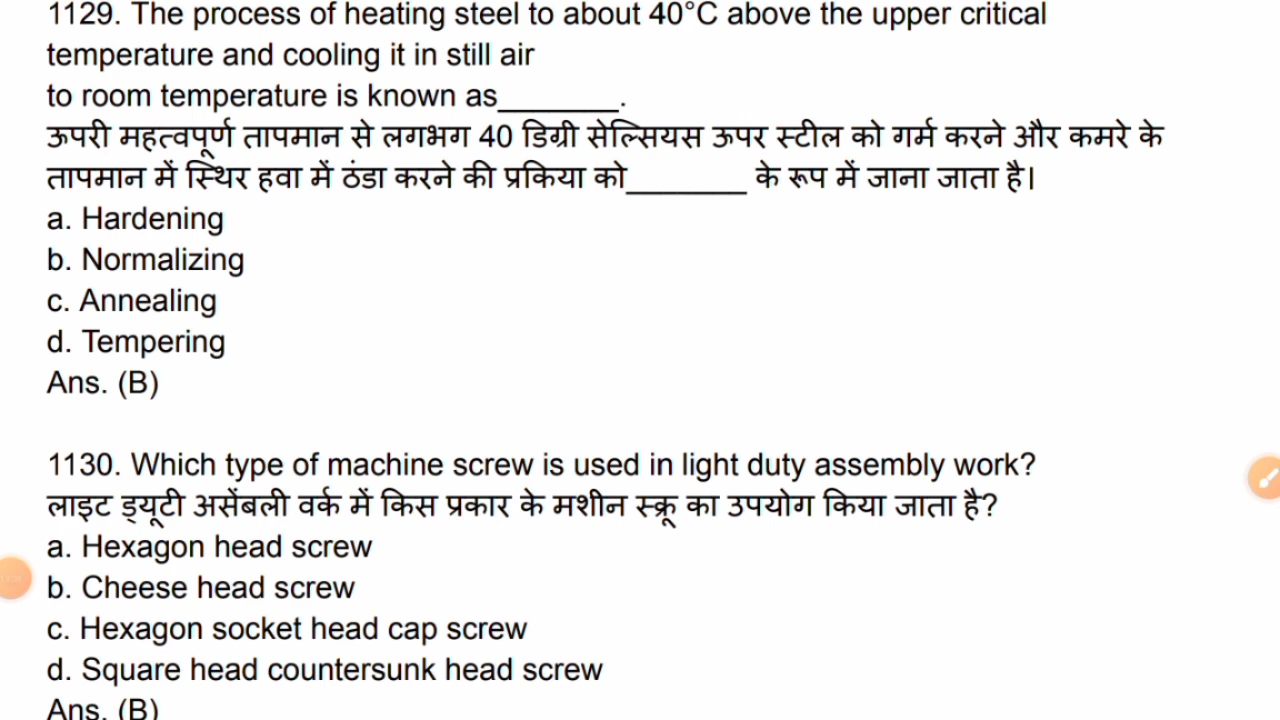 1129. The process of heating steel to about 40°C above the upper critical
temperature and cooling it in still air
to room temperature is known as_______.
ऊपरी महत्वपूर्ण तापमान से लगभग 40 डिग्री सेल्सियस ऊपर स्टील को गर्म करने और कमरे के
तापमान में स्थिर हवा में ठंडा करने की प्रकिया को_______ के रूप में जाना जाता है।
a. Hardening
b. Normalizing
c. Annealing
d. Tempering
Ans. (B)
1130. Which type of machine screw is used in light duty assembly work?
लाइट ड्यूटी असेंबली वर्क में किस प्रकार के मशीन स्क्रू का उपयोग किया जाता है?
a. Hexagon head screw
b. Cheese head screw
c. Hexagon socket head cap screw
d. Square head countersunk head screw
Ans. (B)